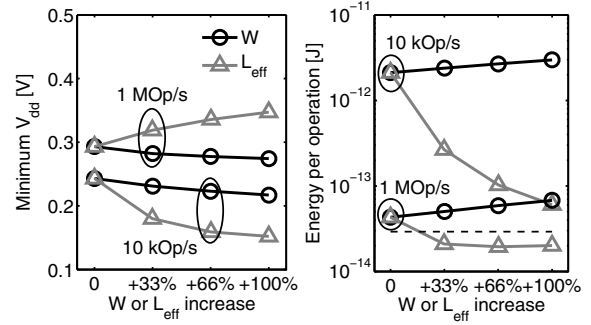 Minimum V_dd [V]
0.5
0.4
0.3
0.2
0.1
W
L_eff
1 MOp/s
10 kOp/s
0 +33% +66% +100%
W or L_eff increase
Energy per operation [J]
10^-11
10^-12
10^-13
10^-14
10 kOp/s
1 MOp/s
0 +33% +66% +100%
W or L_eff increase